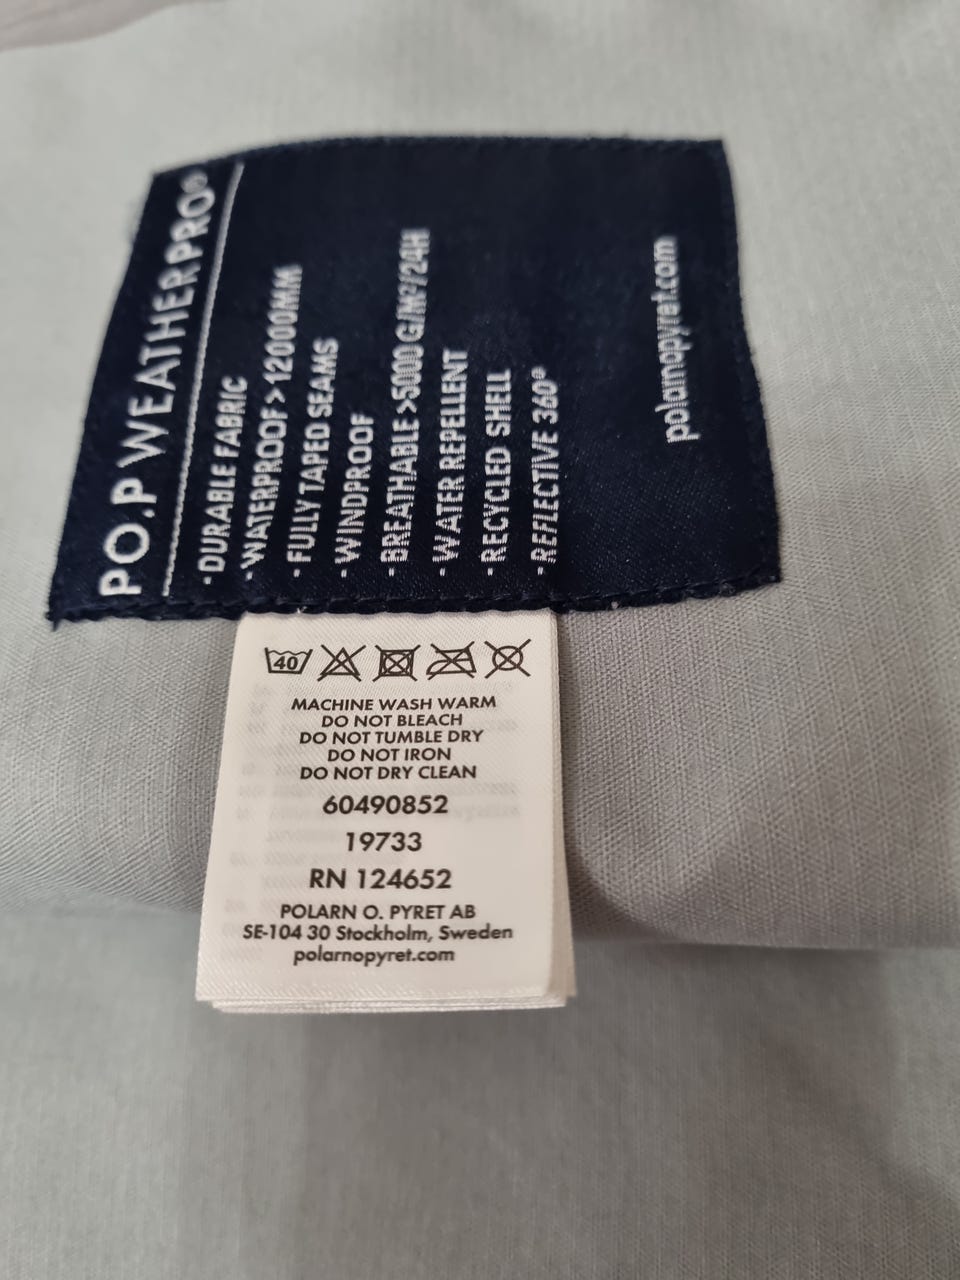 PO.P WEATHERPRO®
· DURABLE FABRIC
· WATERPROOF > 12000MM
· FULLY TAPED SEAMS
· WINDPROOF
· BREATHABLE >5000 G/M²/24H
· WATER REPELLENT
· RECYCLED SHELL
· REFLECTIVE 360°
polarnopyret.com
40
MACHINE WASH WARM
DO NOT BLEACH
DO NOT TUMBLE DRY
DO NOT IRON
DO NOT DRY CLEAN
60490852
19733
RN 124652
POLARN O. PYRET AB
SE-104 30 Stockholm, Sweden
polarnopyret.com